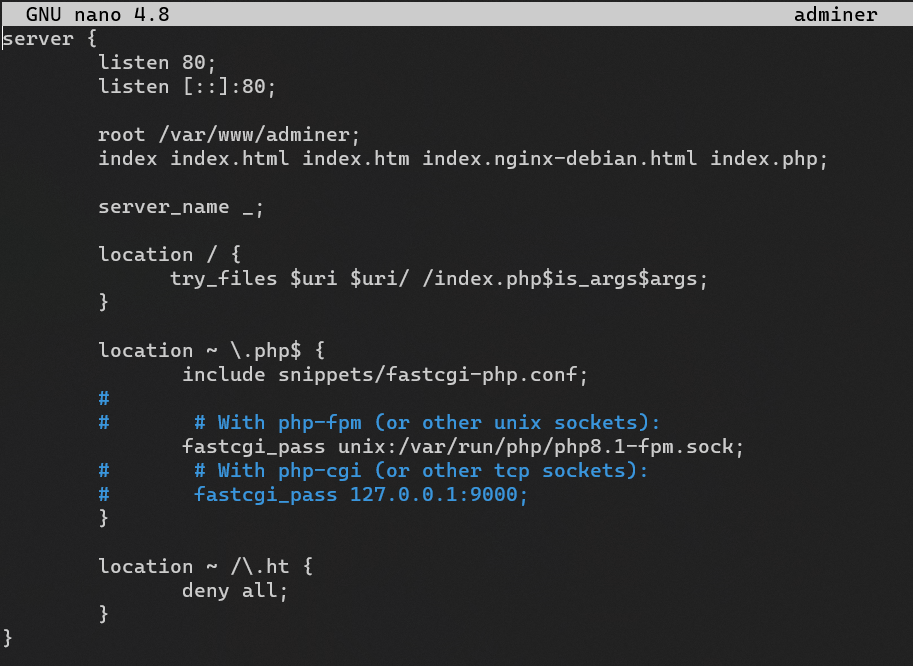 GNU nano 4.8 adminer
server {
listen 80;
listen [::]:80;
root /var/www/adminer;
index index.html index.htm index.nginx-debian.html index.php;
server_name _;
location / {
try_files $uri $uri/ /index.php$is_args$args;
}
location ~ \.php$ {
include snippets/fastcgi-php.conf;
#
# # With php-fpm (or other unix sockets):
fastcgi_pass unix:/var/run/php/php8.1-fpm.sock;
# # With php-cgi (or other tcp sockets):
# fastcgi_pass 127.0.0.1:9000;
}
location ~ /\.ht {
deny all;
}
}